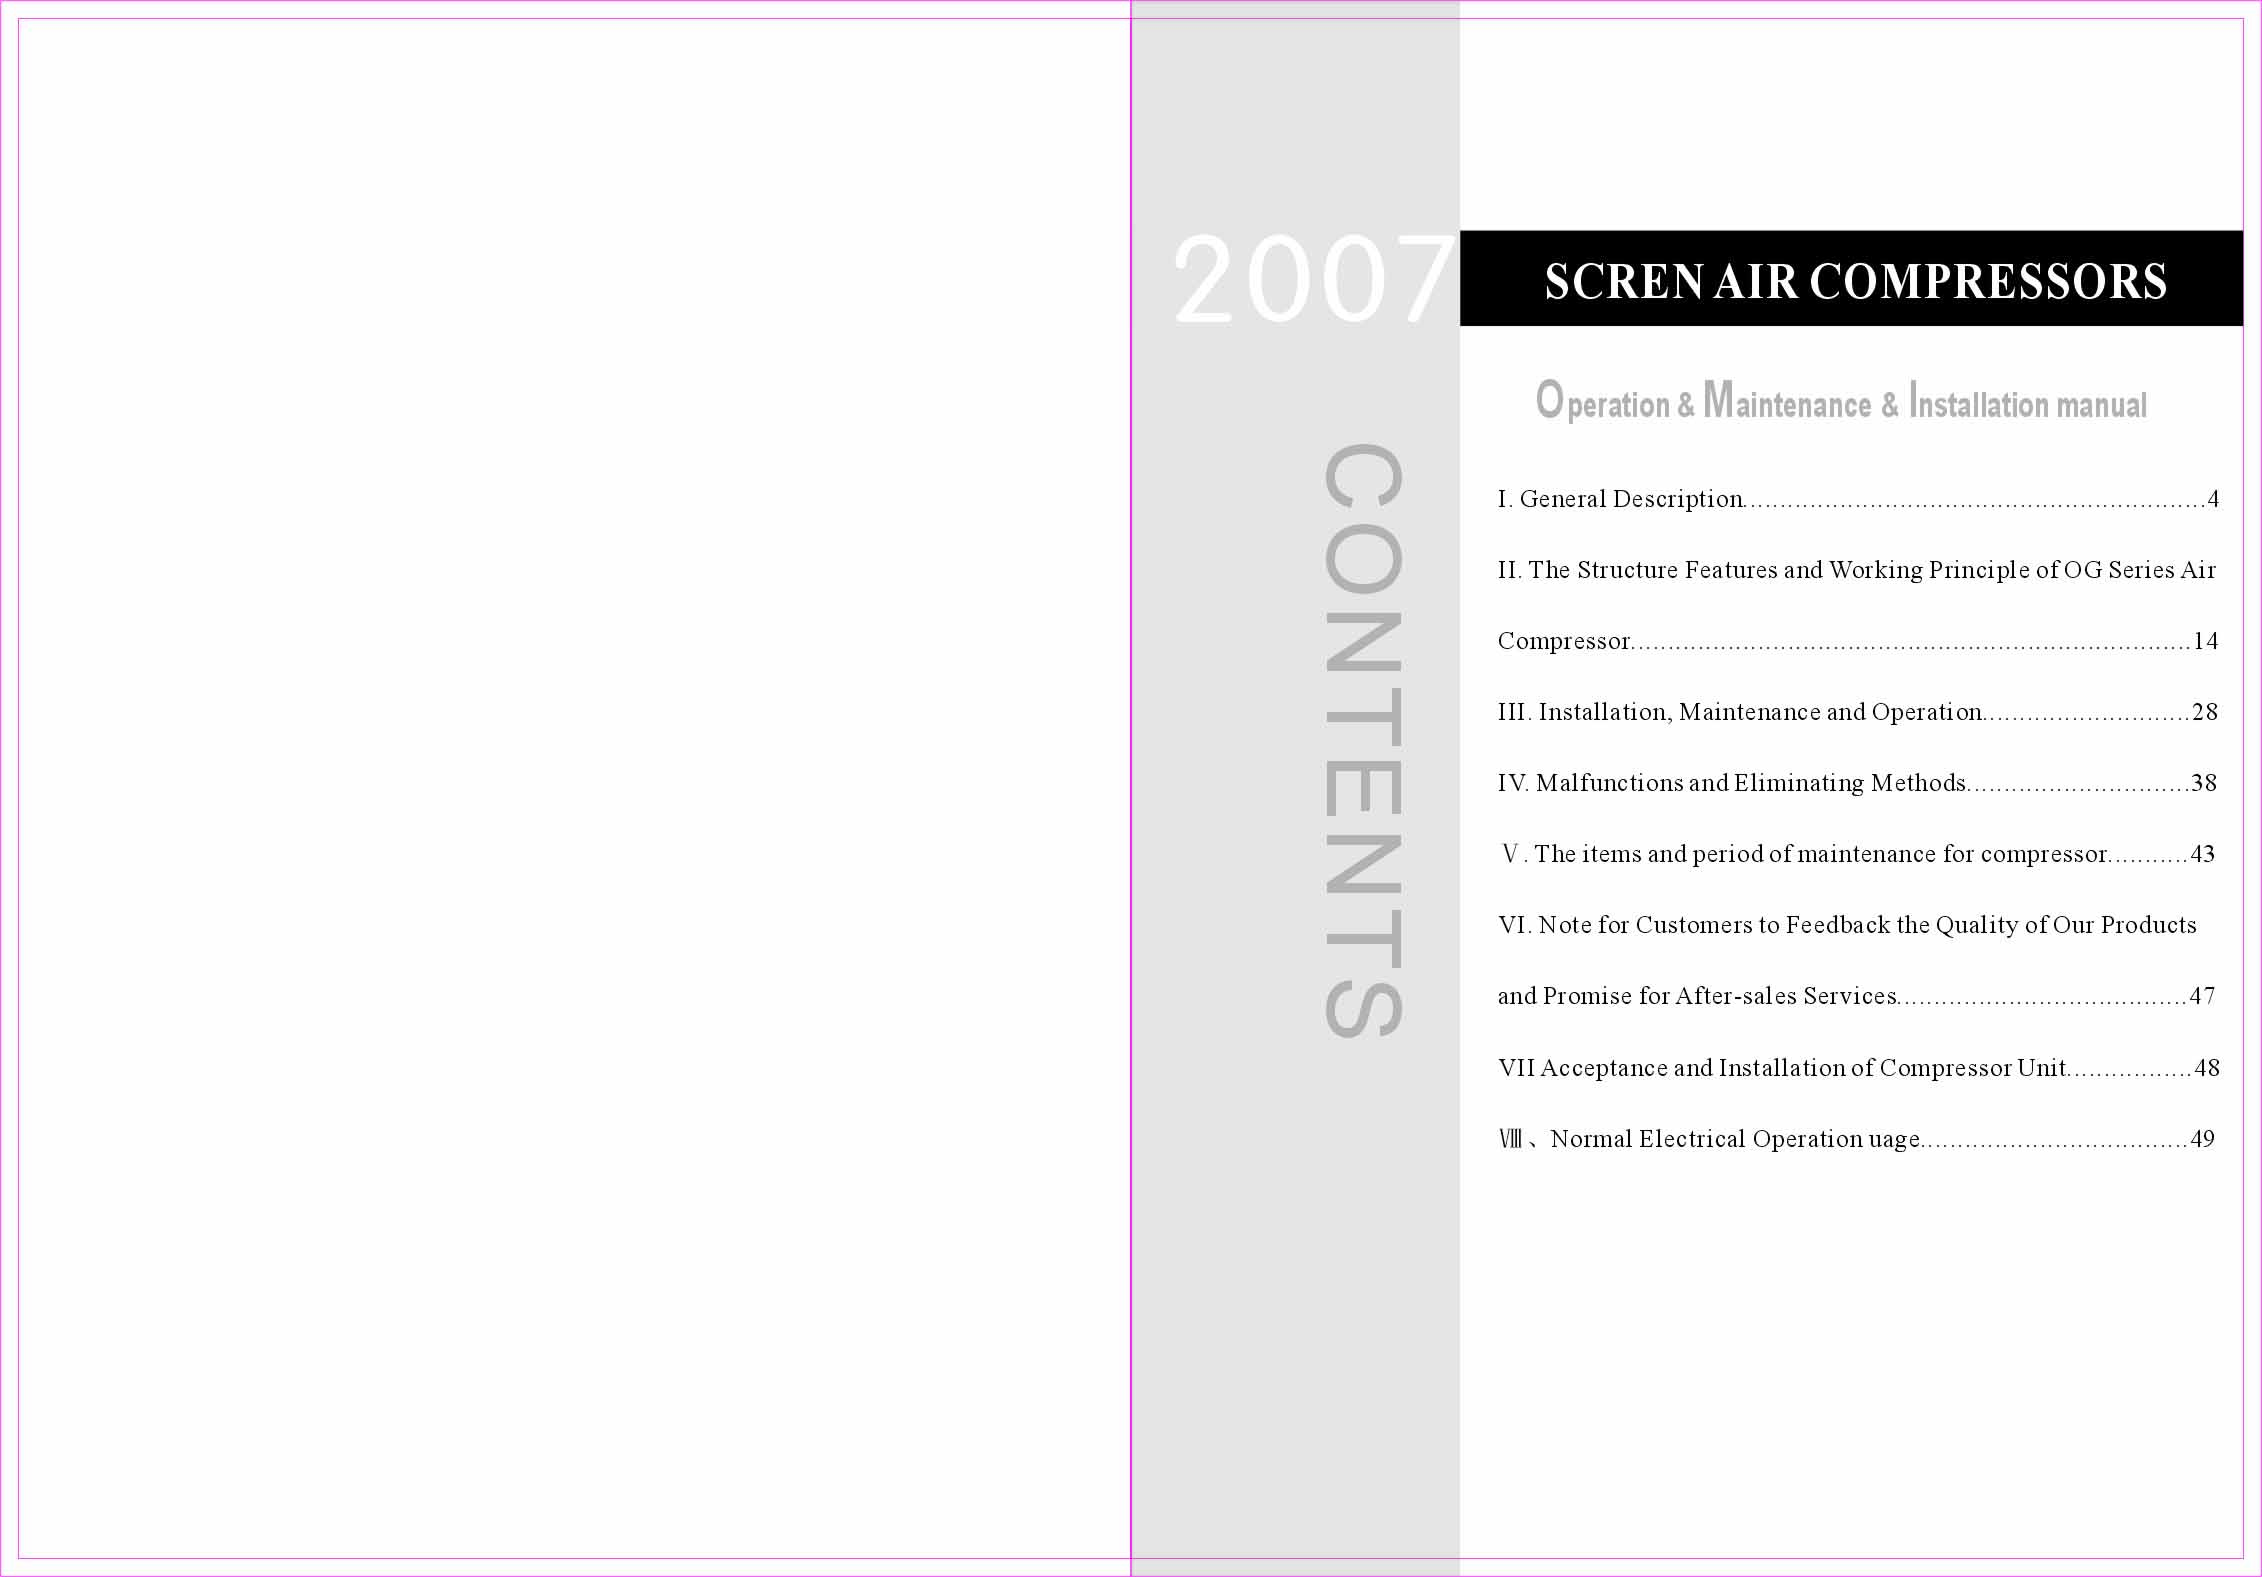 2007
SCREN AIR COMPRESSORS
Operation & Maintenance & Installation manual
CONTENTS
I. General Description..............................................................4
II. The Structure Features and Working Principle of OG Series Air
Compressor...........................................................................14
III. Installation, Maintenance and Operation............................28
IV. Malfunctions and Eliminating Methods..............................38
Ⅴ. The items and period of maintenance for compressor...........43
VI. Note for Customers to Feedback the Quality of Our Products
and Promise for After-sales Services.......................................47
VII Acceptance and Installation of Compressor Unit.................48
Ⅷ、Normal Electrical Operation uage....................................49